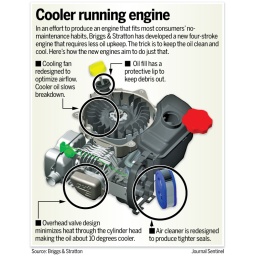 Cooler running engine
In an effort to produce an engine that fits most consumers' no-
maintenance habits, Briggs & Stratton has developed a new four-stroke
engine that requires less oil upkeep. The trick is to keep the oil clean and
cool. Here's how the new engines aim to do just that.
■ Cooling fan
redesigned to
optimize airflow.
Cooler oil slows
breakdown.
■ Oil fill has a
protective lip to
keep debris out.
■ Overhead valve design
minimizes heat through the cylinder head
making the oil about 10 degrees cooler.
■ Air cleaner is redesigned
to produce tighter seals.
Source: Briggs & Stratton
Journal Sentinel